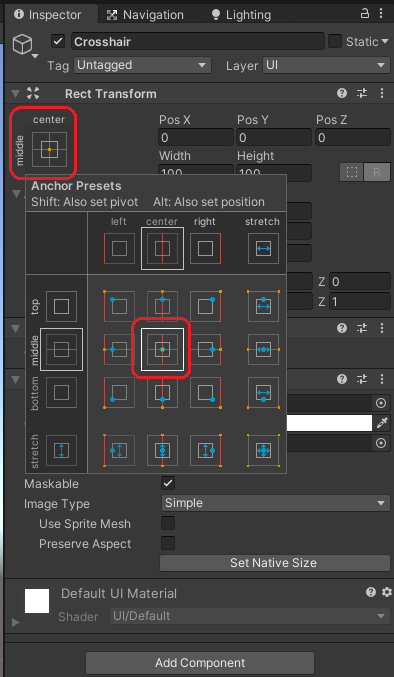 Inspector Navigation Lighting
Crosshair Static
Tag Untagged Layer UI
Rect Transform
center
middle
Pos X Pos Y Pos Z
0 0 0
Width Height
100 100
R
Anchor Presets
Shift: Also set pivot Alt: Also set position
left center right stretch
top
middle
bottom
stretch
Z 0
Z 1
Maskable
Image Type Simple
Use Sprite Mesh
Preserve Aspect
Set Native Size
Default UI Material
Shader UI/Default
Add Component